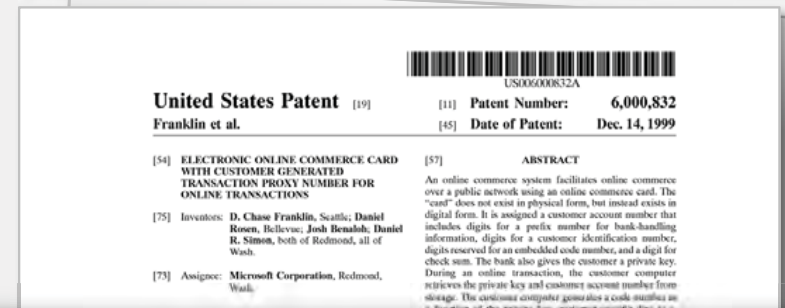 US006000832A
United States Patent [19]
Franklin et al.
[11] Patent Number: 6,000,832
[45] Date of Patent: Dec. 14, 1999
[54] ELECTRONIC ONLINE COMMERCE CARD
WITH CUSTOMER GENERATED
TRANSACTION PROXY NUMBER FOR
ONLINE TRANSACTIONS
[75] Inventors: D. Chase Franklin, Seattle; Daniel
Rosen, Bellevue; Josh Benaloh; Daniel
R. Simon, both of Redmond, all of
Wash.
[73] Assignee: Microsoft Corporation, Redmond,
Wash.
[57] ABSTRACT
An online commerce system facilitates online commerce
over a public network using an online commerce card. The
"card" does not exist in physical form, but instead exists in
digital form. It is assigned a customer account number that
includes digits for a prefix number for bank-handling
information, digits for a customer identification number,
digits reserved for an embedded code number, and a digit for
check sum. The bank also gives the customer a private key.
During an online transaction, the customer computer
retrieves the private key and customer account number from
storage. The customer computer generates a code number as